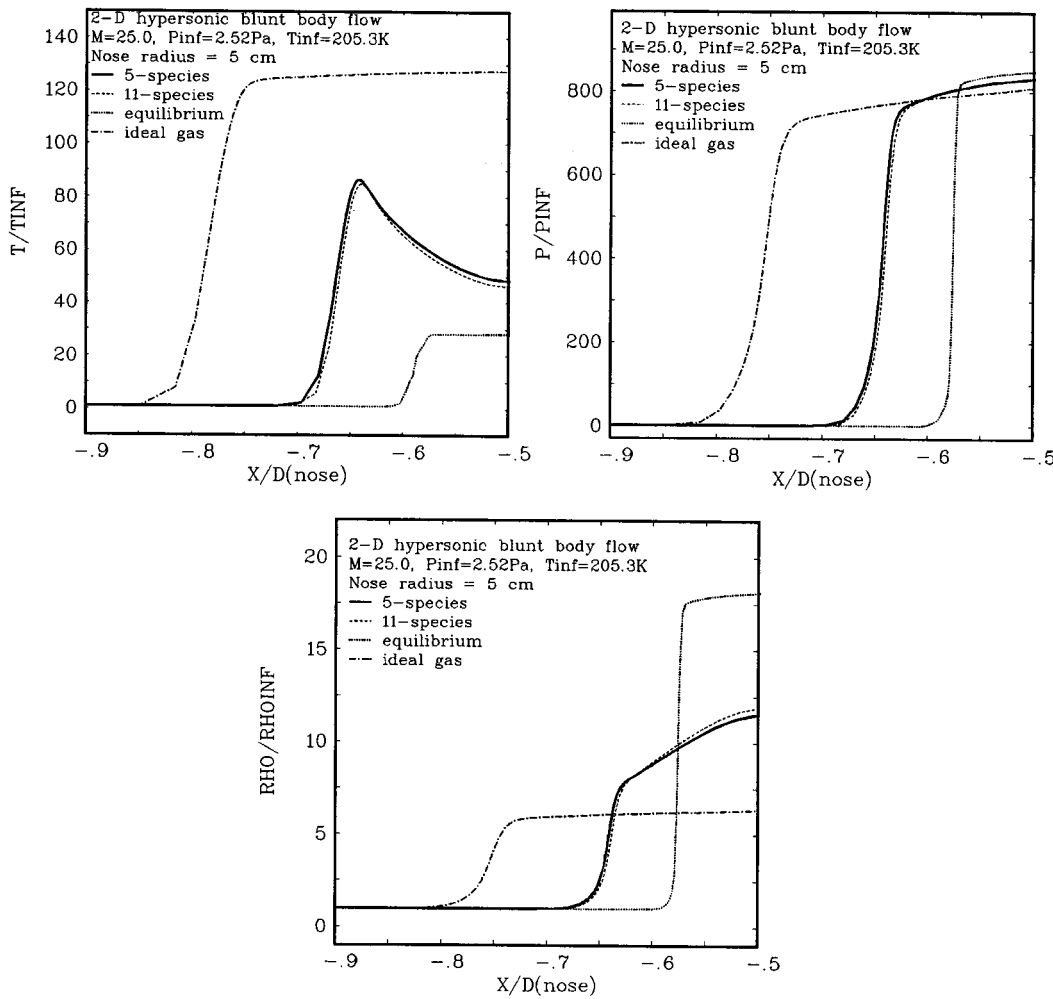 2-D hypersonic blunt body flow
M=25.0, Pinf=2.52Pa, Tinf=205.3K
Nose radius = 5 cm
5-species
11-species
equilibrium
ideal gas
140
120
100
80
60
40
20
0
T/TINF
-.9 -.8 -.7 -.6 -.5
X/D(nose)
2-D hypersonic blunt body flow
M=25.0, Pinf=2.52Pa, Tinf=205.3K
Nose radius = 5 cm
5-species
11-species
equilibrium
ideal gas
800
600
400
200
0
P/PINF
-.9 -.8 -.7 -.6 -.5
X/D(nose)
2-D hypersonic blunt body flow
M=25.0, Pinf=2.52Pa, Tinf=205.3K
Nose radius = 5 cm
5-species
11-species
equilibrium
ideal gas
20
15
10
5
0
RHO/RHOINF
-.9 -.8 -.7 -.6 -.5
X/D(nose)